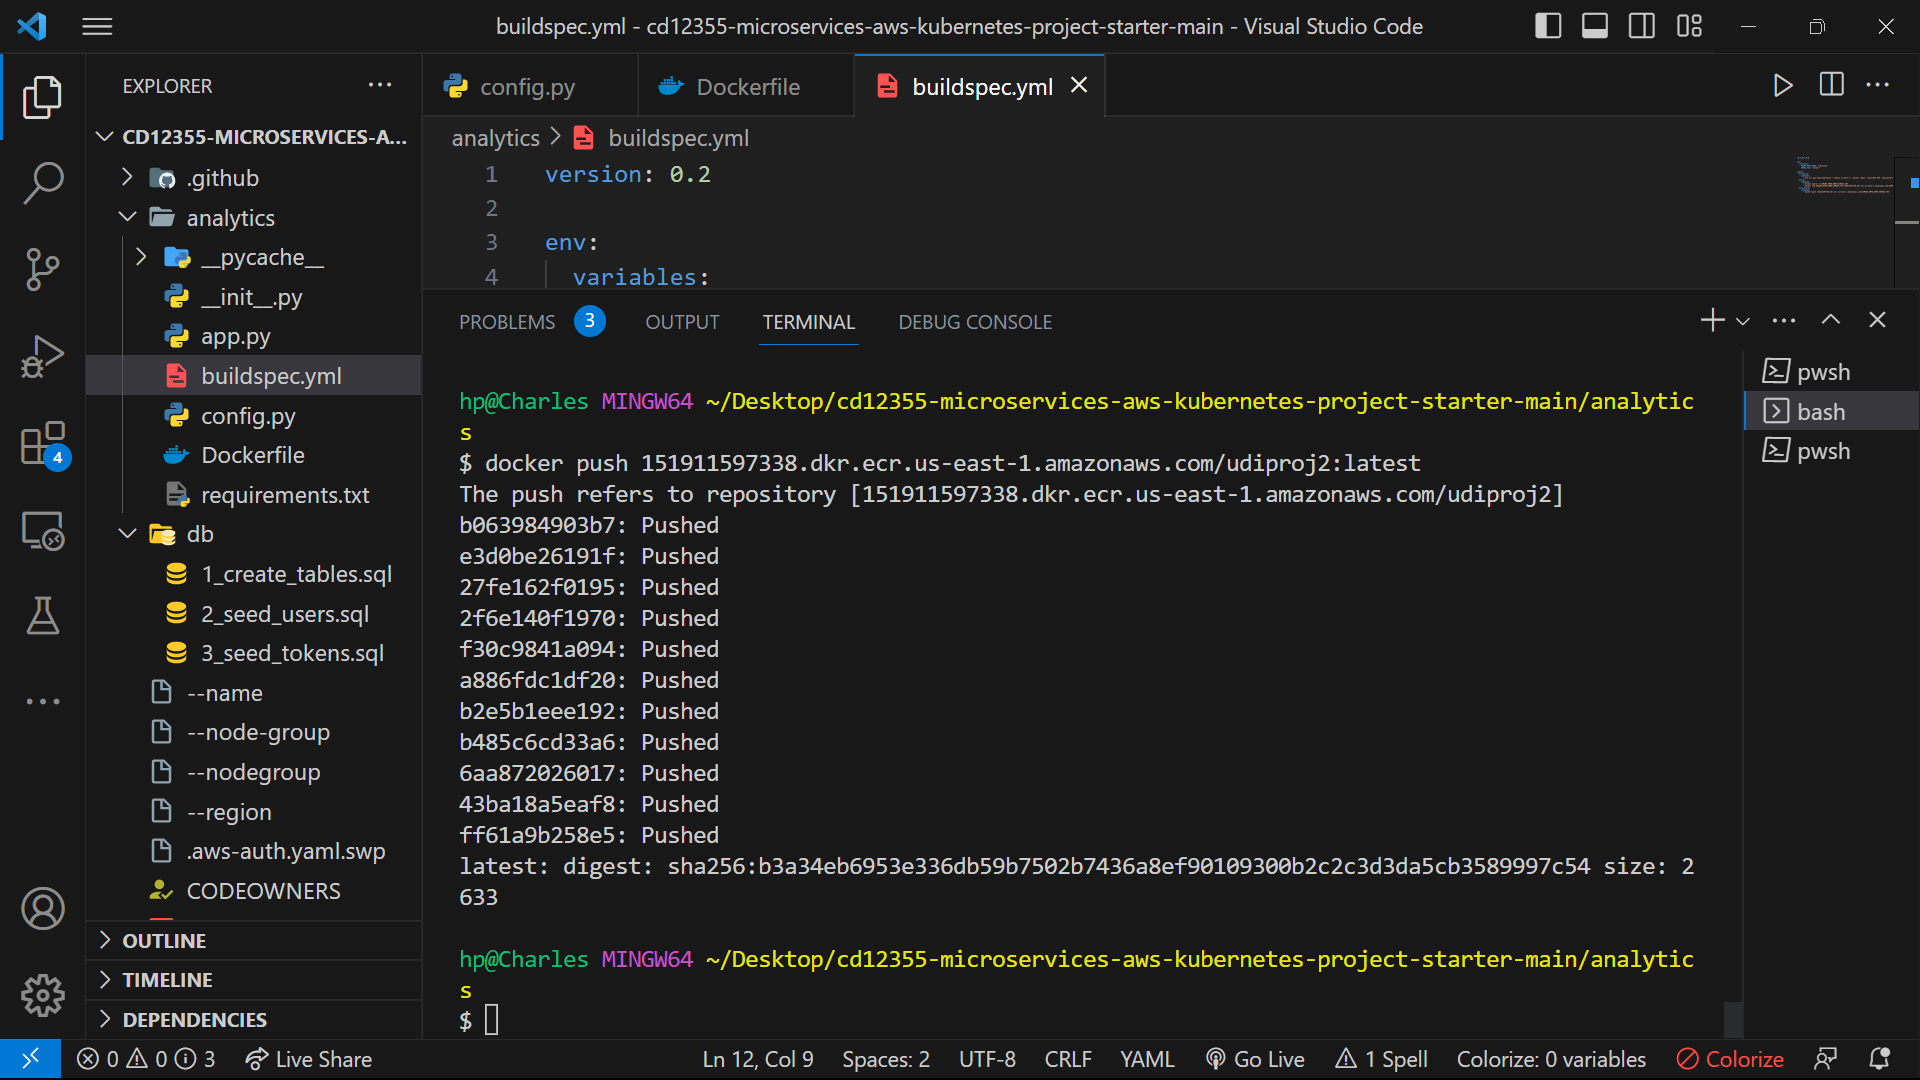 buildspec.yml - cd12355-microservices-aws-kubernetes-project-starter-main - Visual Studio Code
EXPLORER
CD12355-MICROSERVICES-A...
.github
analytics
__pycache__
__init__.py
app.py
buildspec.yml
config.py
Dockerfile
requirements.txt
db
1_create_tables.sql
2_seed_users.sql
3_seed_tokens.sql
--name
--node-group
--nodegroup
--region
.aws-auth.yaml.swp
CODEOWNERS
OUTLINE
TIMELINE
DEPENDENCIES
4
config.py
Dockerfile
buildspec.yml
analytics > buildspec.yml
1 version: 0.2
2
3 env:
4 variables:
PROBLEMS 3 OUTPUT TERMINAL DEBUG CONSOLE
hp@Charles MINGW64 ~/Desktop/cd12355-microservices-aws-kubernetes-project-starter-main/analytic
s
$ docker push 151911597338.dkr.ecr.us-east-1.amazonaws.com/udiproj2:latest
The push refers to repository [151911597338.dkr.ecr.us-east-1.amazonaws.com/udiproj2]
b063984903b7: Pushed
e3d0be26191f: Pushed
27fe162f0195: Pushed
2f6e140f1970: Pushed
f30c9841a094: Pushed
a886fdc1df20: Pushed
b2e5b1eee192: Pushed
b485c6cd33a6: Pushed
6aa872026017: Pushed
43ba18a5eaf8: Pushed
ff61a9b258e5: Pushed
latest: digest: sha256:b3a34eb6953e336db59b7502b7436a8ef90109300b2c2c3d3da5cb3589997c54 size: 2
633
hp@Charles MINGW64 ~/Desktop/cd12355-microservices-aws-kubernetes-project-starter-main/analytic
s
$
pwsh
bash
pwsh
0 0 3 Live Share Ln 12, Col 9 Spaces: 2 UTF-8 CRLF YAML Go Live 1 Spell Colorize: 0 variables Colorize